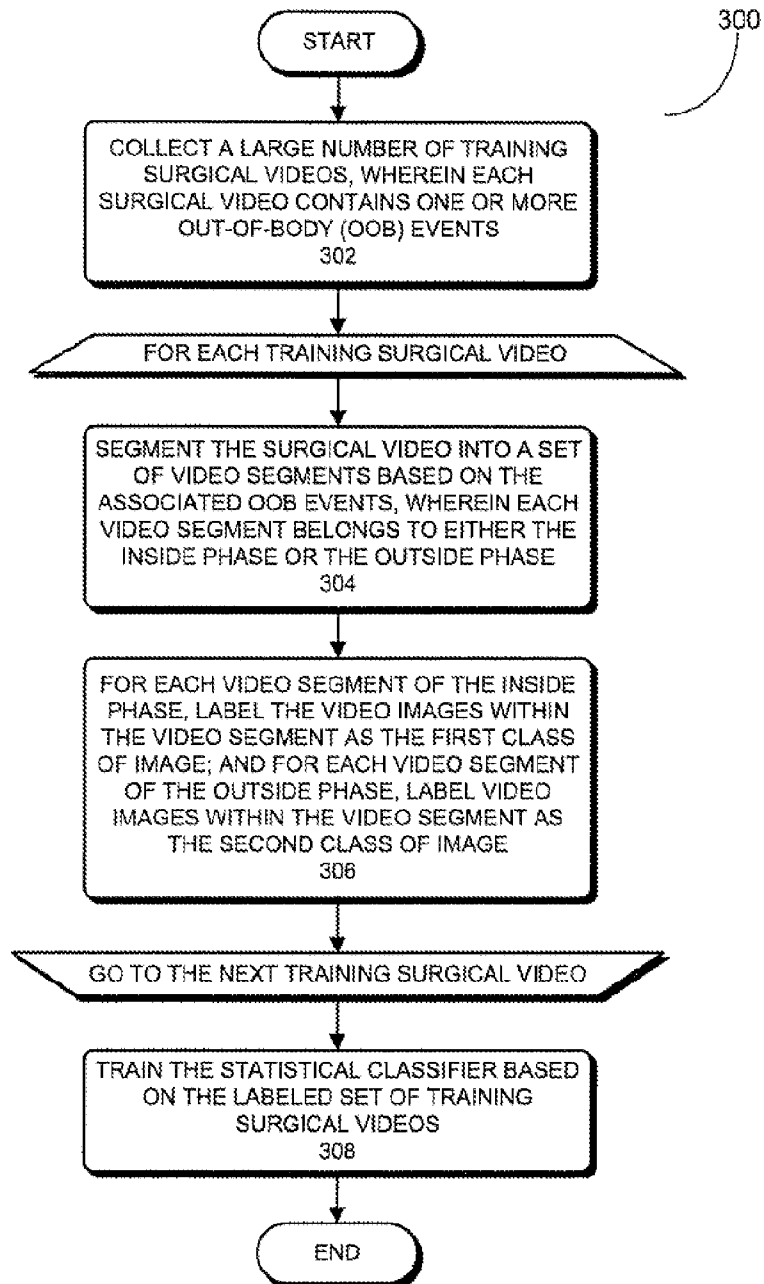 300
START
COLLECT A LARGE NUMBER OF TRAINING
SURGICAL VIDEOS, WHEREIN EACH
SURGICAL VIDEO CONTAINS ONE OR MORE
OUT-OF-BODY (OOB) EVENTS
302
FOR EACH TRAINING SURGICAL VIDEO
SEGMENT THE SURGICAL VIDEO INTO A SET
OF VIDEO SEGMENTS BASED ON THE
ASSOCIATED OOB EVENTS, WHEREIN EACH
VIDEO SEGMENT BELONGS TO EITHER THE
INSIDE PHASE OR THE OUTSIDE PHASE
304
FOR EACH VIDEO SEGMENT OF THE INSIDE
PHASE, LABEL THE VIDEO IMAGES WITHIN
THE VIDEO SEGMENT AS THE FIRST CLASS
OF IMAGE; AND FOR EACH VIDEO SEGMENT
OF THE OUTSIDE PHASE, LABEL VIDEO
IMAGES WITHIN THE VIDEO SEGMENT AS
THE SECOND CLASS OF IMAGE
306
GO TO THE NEXT TRAINING SURGICAL VIDEO
TRAIN THE STATISTICAL CLASSIFIER BASED
ON THE LABELED SET OF TRAINING
SURGICAL VIDEOS
308
END